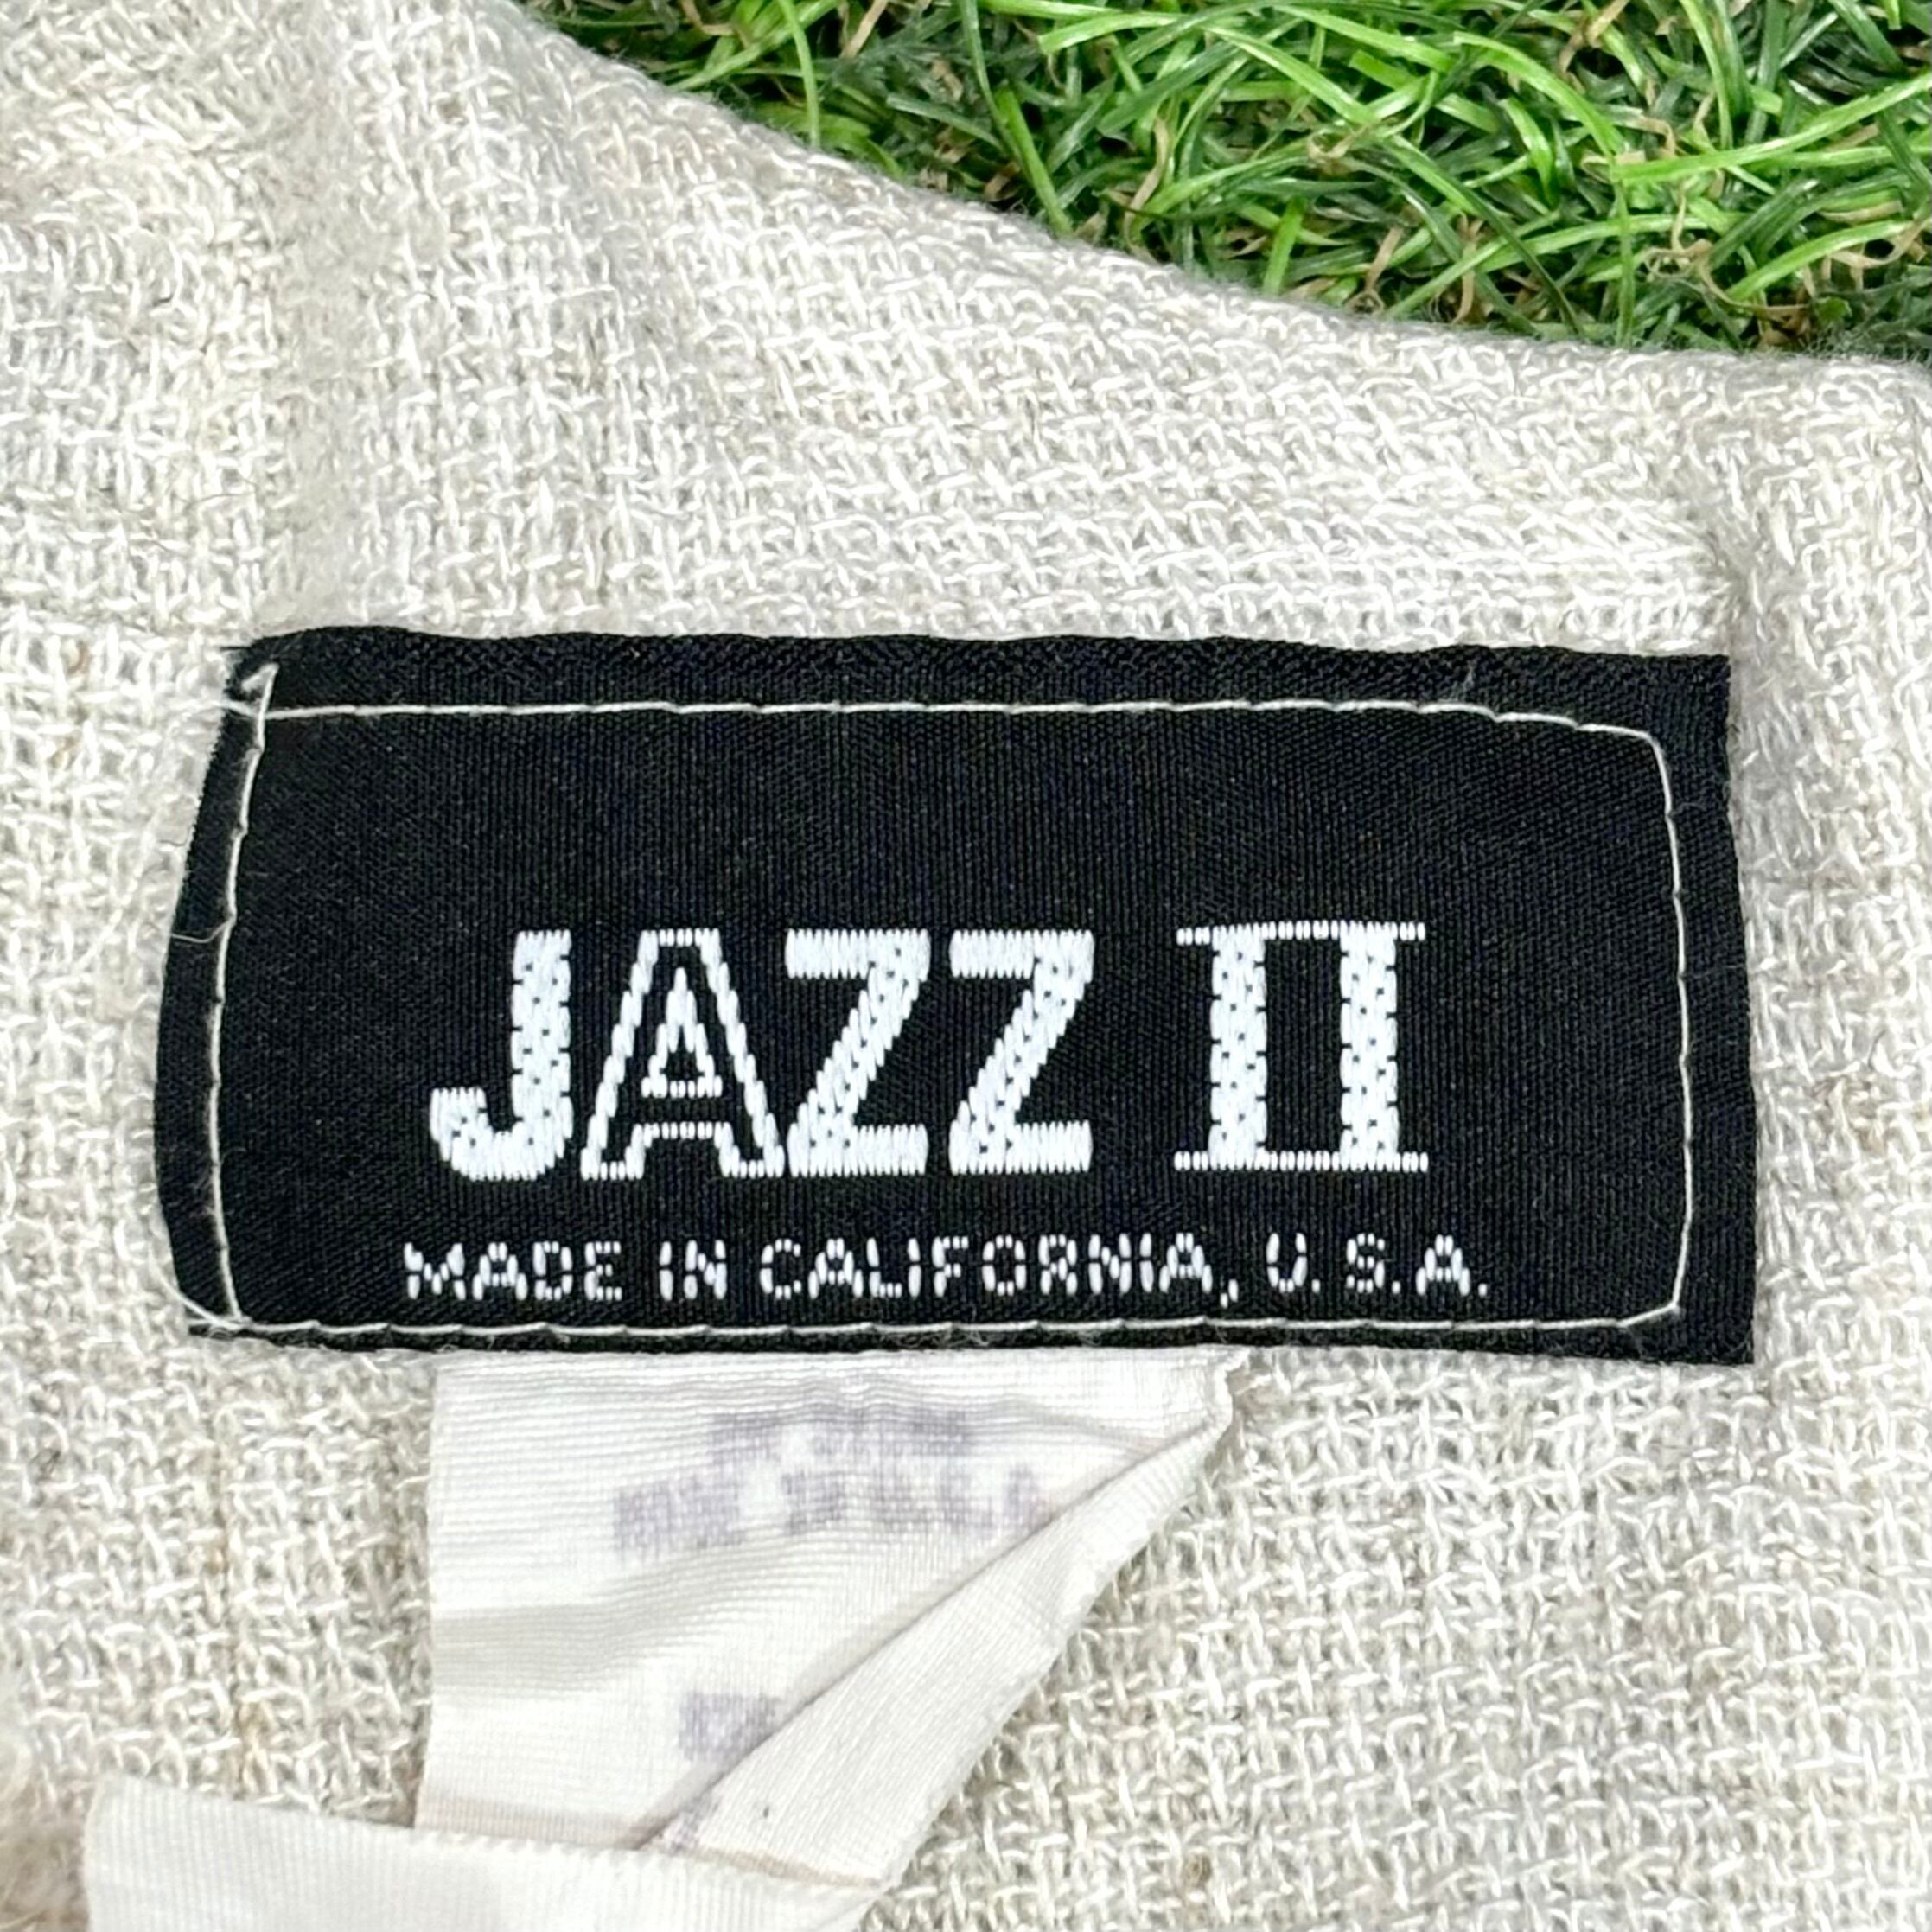 JAZZ II
MADE IN CALIFORNIA, U.S.A.